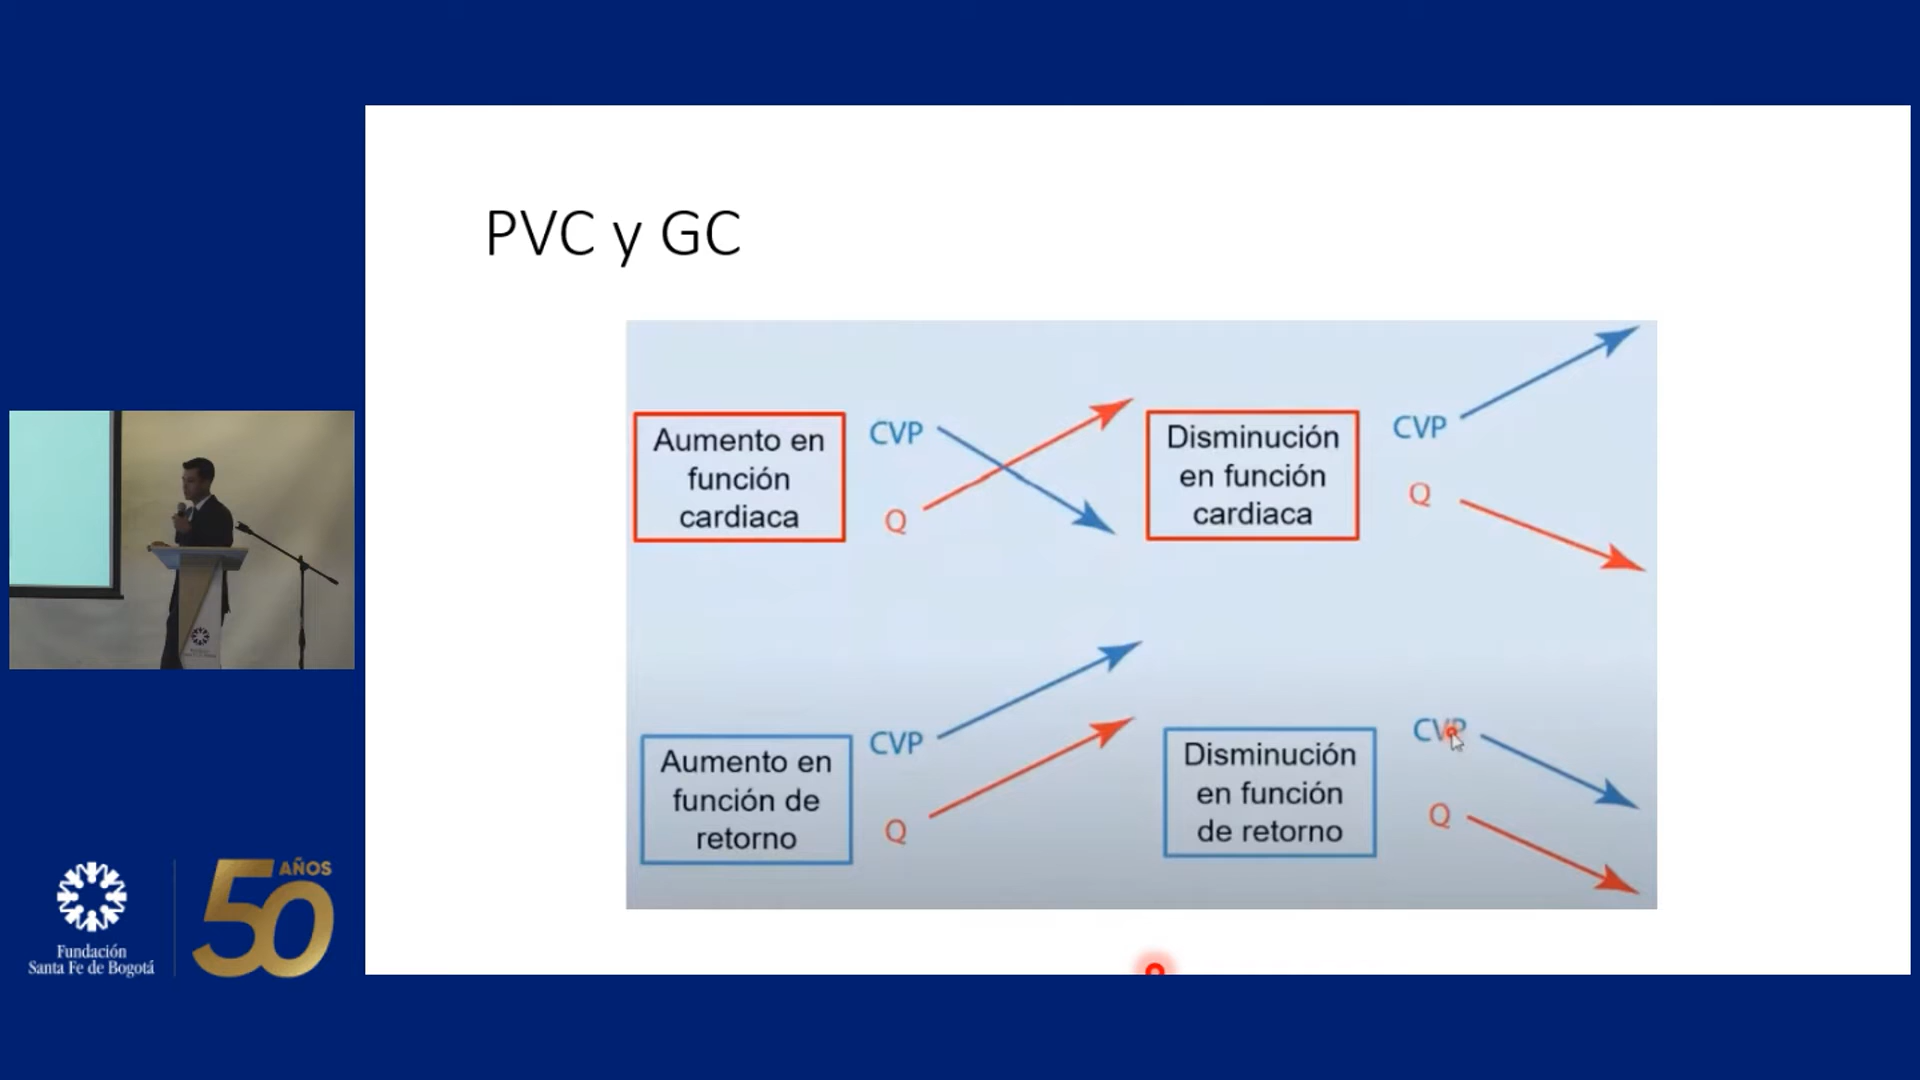 PVC y GC
Aumento en
función
cardiaca
CVP
Q
Disminución
en función
cardiaca
CVP
Q
Aumento en
función de
retorno
CVP
Q
Disminución
en función
de retorno
CVP
Q
Fundación
Santa Fe de Bogotá
50
AÑOS